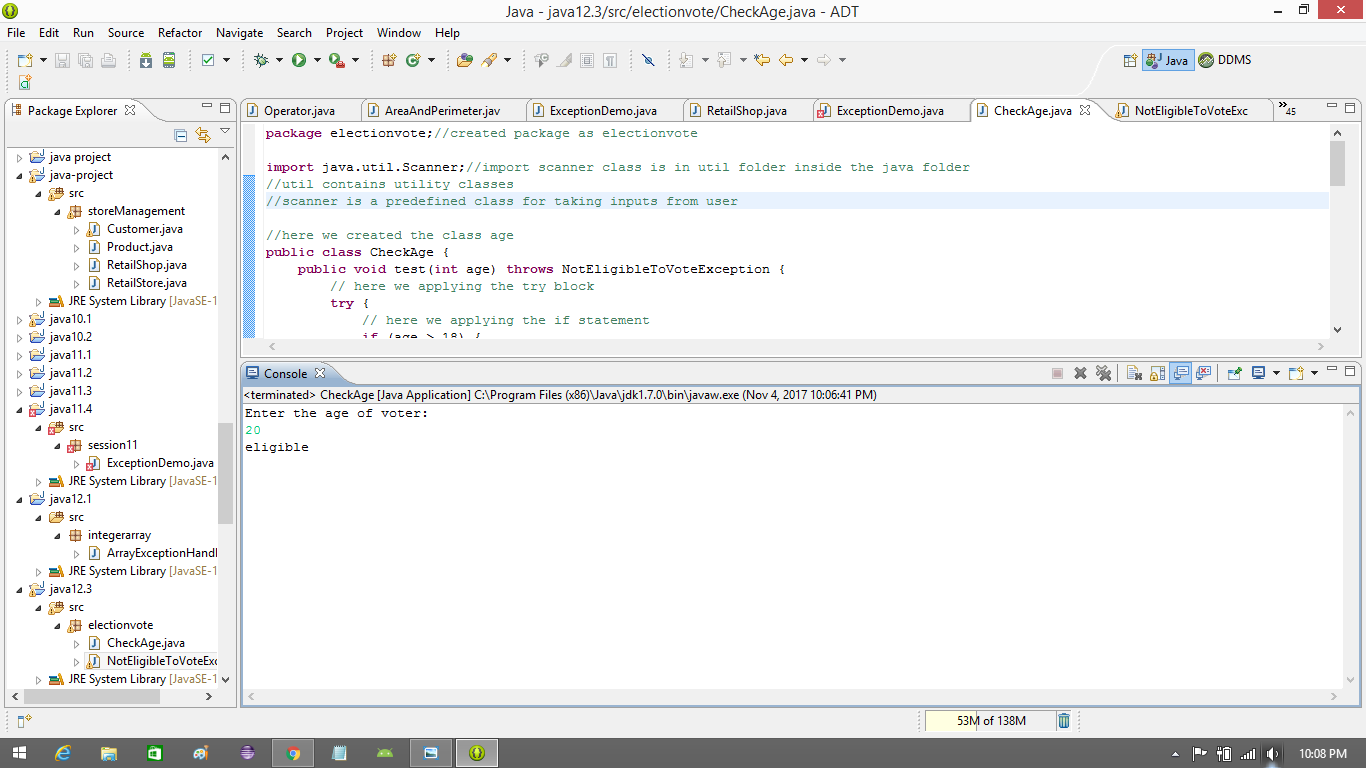 Java - java12.3/src/electionvote/CheckAge.java - ADT
File Edit Run Source Refactor Navigate Search Project Window Help
Java DDMS
Package Explorer
java project
java-project
src
storeManagement
Customer.java
Product.java
RetailShop.java
RetailStore.java
JRE System Library [JavaSE-1
java10.1
java10.2
java11.1
java11.2
java11.3
java11.4
src
session11
ExceptionDemo.java
JRE System Library [JavaSE-1
java12.1
src
integerarray
ArrayExceptionHandl
JRE System Library [JavaSE-1
java12.3
src
electionvote
CheckAge.java
NotEligibleToVoteExc
JRE System Library [JavaSE-1
Operator.java AreaAndPerimeter.jav ExceptionDemo.java RetailShop.java ExceptionDemo.java CheckAge.java NotEligibleToVoteExc »45
package electionvote;//created package as electionvote
import java.util.Scanner;//import scanner class is in util folder inside the java folder
//util contains utility classes
//scanner is a predefined class for taking inputs from user
//here we created the class age
public class CheckAge {
public void test(int age) throws NotEligibleToVoteException {
// here we applying the try block
try {
// here we applying the if statement
if (age > 18) {
Console
<terminated> CheckAge [Java Application] C:\Program Files (x86)\Java\jdk1.7.0\bin\javaw.exe (Nov 4, 2017 10:06:41 PM)
Enter the age of voter:
20
eligible
53M of 138M
10:08 PM